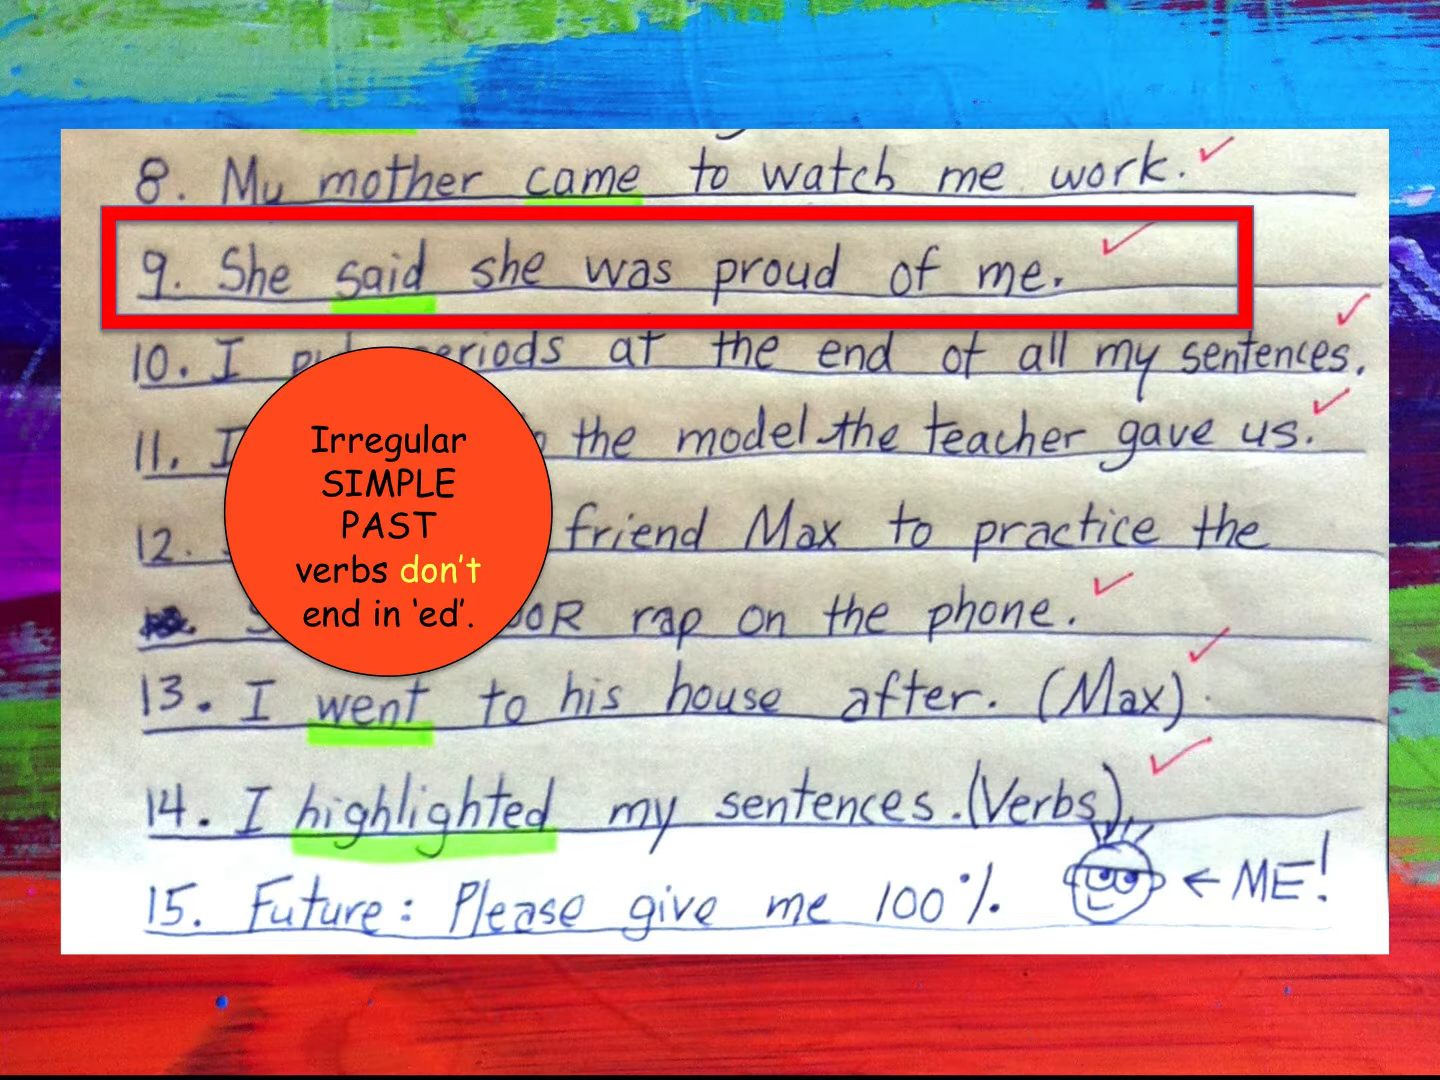 8. My mother came to watch me work.
9. She said she was proud of me.
10. I periods at the end of all my sentences.
11. I the model the teacher gave us.
12. friend Max to practice the
rap on the phone.
13. I went to his house after. (Max)
14. I highlighted my sentences. (Verbs)
15. Future: Please give me 100%. ← ME!
Irregular
SIMPLE
PAST
verbs don't
end in 'ed'.